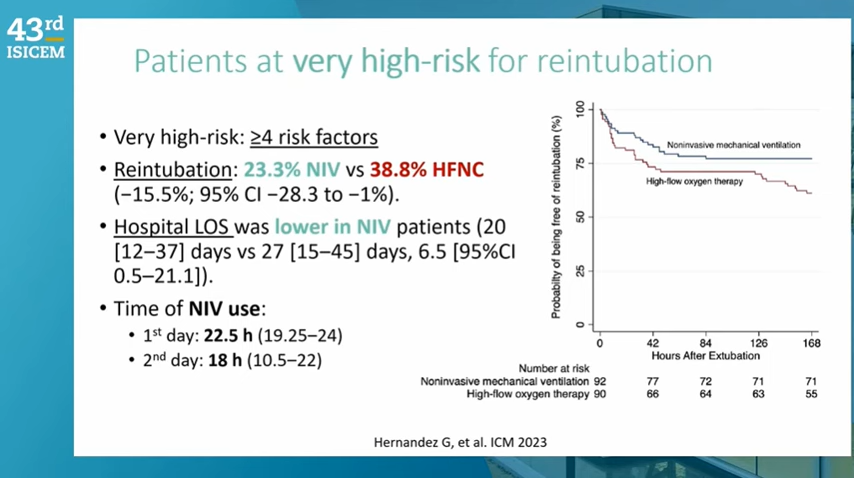 43rd
ISICEM
Patients at very high-risk for reintubation
• Very high-risk: ≥4 risk factors
• Reintubation: 23.3% NIV vs 38.8% HFNC
(−15.5%; 95% CI −28.3 to −1%).
• Hospital LOS was lower in NIV patients (20
[12–37] days vs 27 [15–45] days, 6.5 [95%CI
0.5–21.1]).
• Time of NIV use:
• 1st day: 22.5 h (19.25–24)
• 2nd day: 18 h (10.5–22)
Probabilty of being free of reintubation (%)
100
75
50
25
0
Noninvasive mechanical ventilation
High-flow oxygen therapy
0 42 84 126 168
Hours After Extubation
Number at risk
Noninvasive mechanical ventilation 92 77 72 71 71
High-flow oxygen therapy 90 66 64 63 55
Hernandez G, et al. ICM 2023